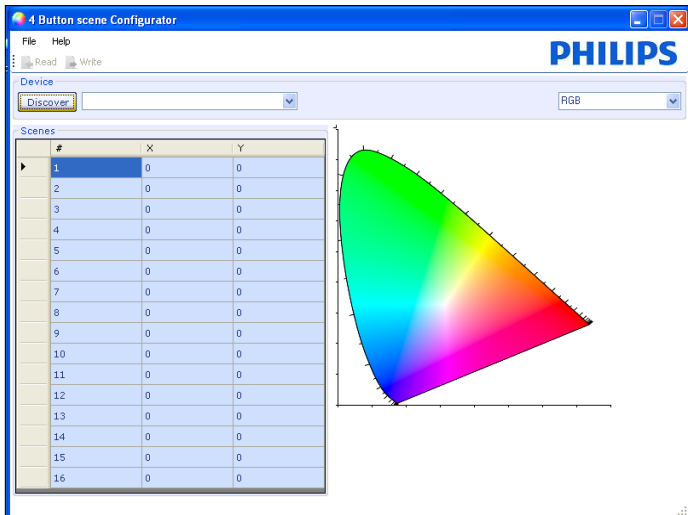 4 Button scene Configurator
File Help
PHILIPS
Read Write
Device
Discover RGB
Scenes
# X Y
1 0 0
2 0 0
3 0 0
4 0 0
5 0 0
6 0 0
7 0 0
8 0 0
9 0 0
10 0 0
11 0 0
12 0 0
13 0 0
14 0 0
15 0 0
16 0 0